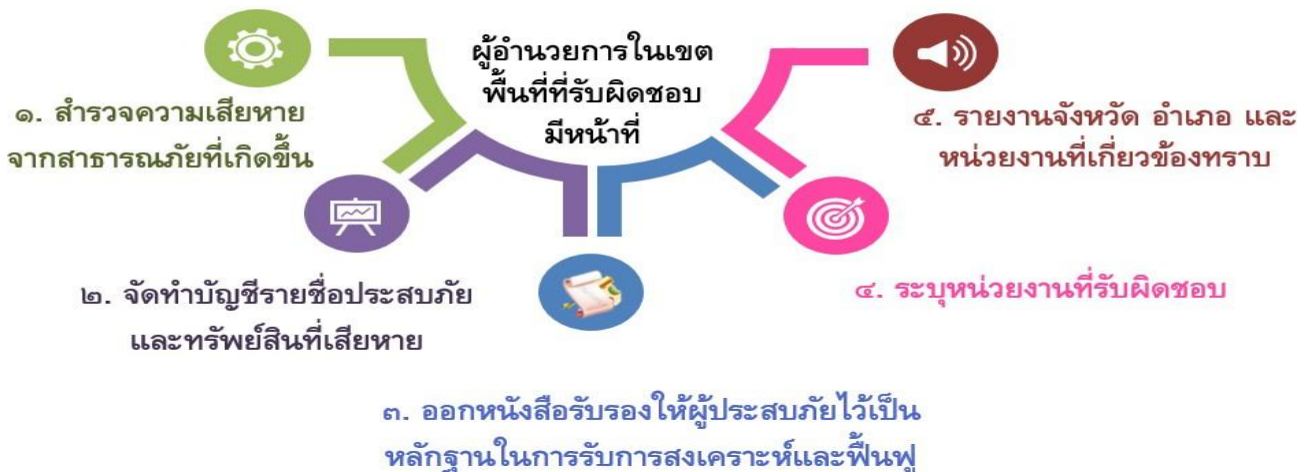 ผู้อำนวยการในเขต
พื้นที่ที่รับผิดชอบ
มีหน้าที่
๑. สำรวจความเสียหาย
จากสาธารณภัยที่เกิดขึ้น
๒. จัดทำบัญชีรายชื่อประสบภัย
และทรัพย์สินที่เสียหาย
๓. ออกหนังสือรับรองให้ผู้ประสบภัยไว้เป็น
หลักฐานในการรับการสงเคราะห์และฟื้นฟู
๔. ระบุหน่วยงานที่รับผิดชอบ
๕. รายงานจังหวัด อำเภอ และ
หน่วยงานที่เกี่ยวข้องทราบ